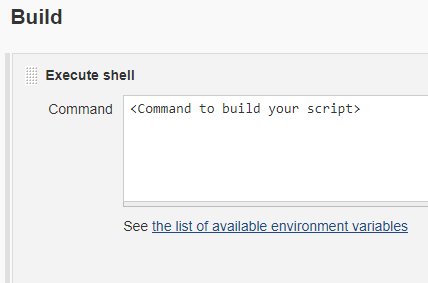 Build
Execute shell
Command
<Command to build your script>
See the list of available environment variables